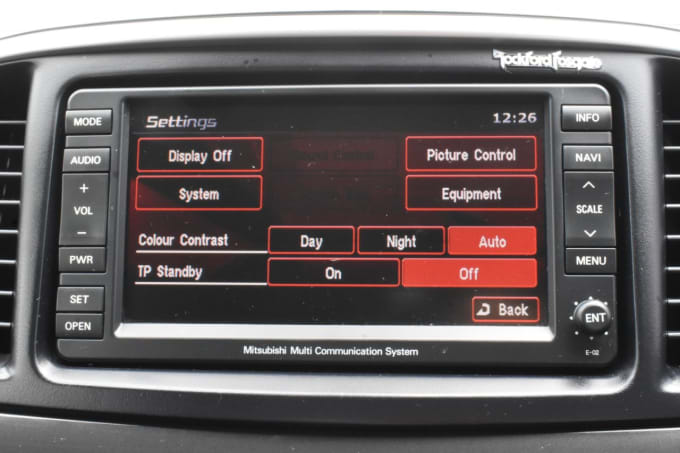 Rockford Fosgate
MODE
AUDIO
+
VOL
−
PWR
SET
OPEN
Settings 12:26
Display Off Picture Control
System Equipment
Colour Contrast Day Night Auto
TP Standby On Off
Back
INFO
NAVI
SCALE
MENU
ENT
E-02
Mitsubishi Multi Communication System